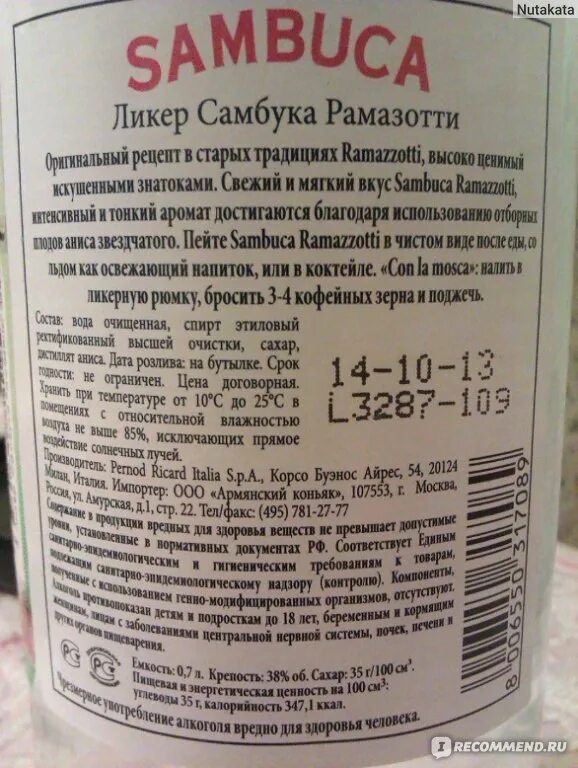 Nutakata
SAMBUCA
Ликер Самбука Рамазотти
Оригинальный рецепт в старых традициях Ramazzotti, высоко ценимый
искушенными знатоками. Свежий и мягкий вкус Sambuca Ramazzotti,
интенсивный и тонкий аромат достигаются благодаря использованию отборных
плодов аниса звездчатого. Пейте Sambuca Ramazzotti в чистом виде после еды, со
льдом как освежающий напиток, или в коктейле. «Con la mosca»: налить в
ликерную рюмку, бросить 3-4 кофейных зерна и поджечь.
Состав: вода очищенная, спирт этиловый
ректификованный высшей очистки, сахар,
дистиллят аниса. Дата розлива: на бутылке. Срок
годности: не ограничен. Цена договорная.
Хранить при температуре от 10°С до 25°С в
помещениях с относительной влажностью
воздуха не выше 85%, исключающих прямое
воздействие солнечных лучей.
14-10-13
L3287-109
Производитель: Pernod Ricard Italia S.p.A., Корсо Буэнос Айрес, 54, 20124
Милан, Италия. Импортер: ООО «Армянский коньяк», 107553, г. Москва,
Россия, ул. Амурская, д.1, стр. 22. Тел/факс: (495) 781-27-77
Содержание в продукции вредных для здоровья веществ не превышает допустимые
уровни, установленные в нормативных документах РФ. Соответствует Единым
санитарно-эпидемиологическим и гигиеническим требованиям к товарам,
подлежащим санитарно-эпидемиологическому надзору (контролю). Компоненты,
полученные с использованием генно-модифицированных организмов, отсутствуют.
Алкоголь противопоказан детям и подросткам до 18 лет, беременным и кормящим
женщинам, лицам с заболеваниями центральной нервной системы, почек, печени и
других органов пищеварения.
8 006550 317089
РС РС
Емкость: 0,7 л. Крепость: 38% об. Сахар: 35 г/100 см³.
Пищевая и энергетическая ценность на 100 см³:
углеводы 35 г, калорийность 347,1 ккал.
Чрезмерное употребление алкоголя вредно для здоровья человека.
IRECOMMEND.RU